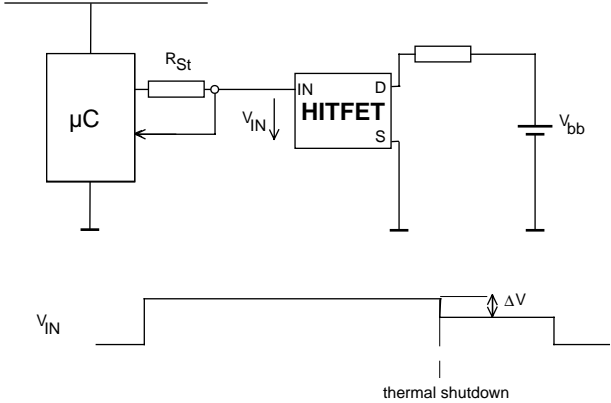 R_St
µC
IN
D
HITFET
V_IN
S
V_bb
ΔV
V_IN
thermal shutdown